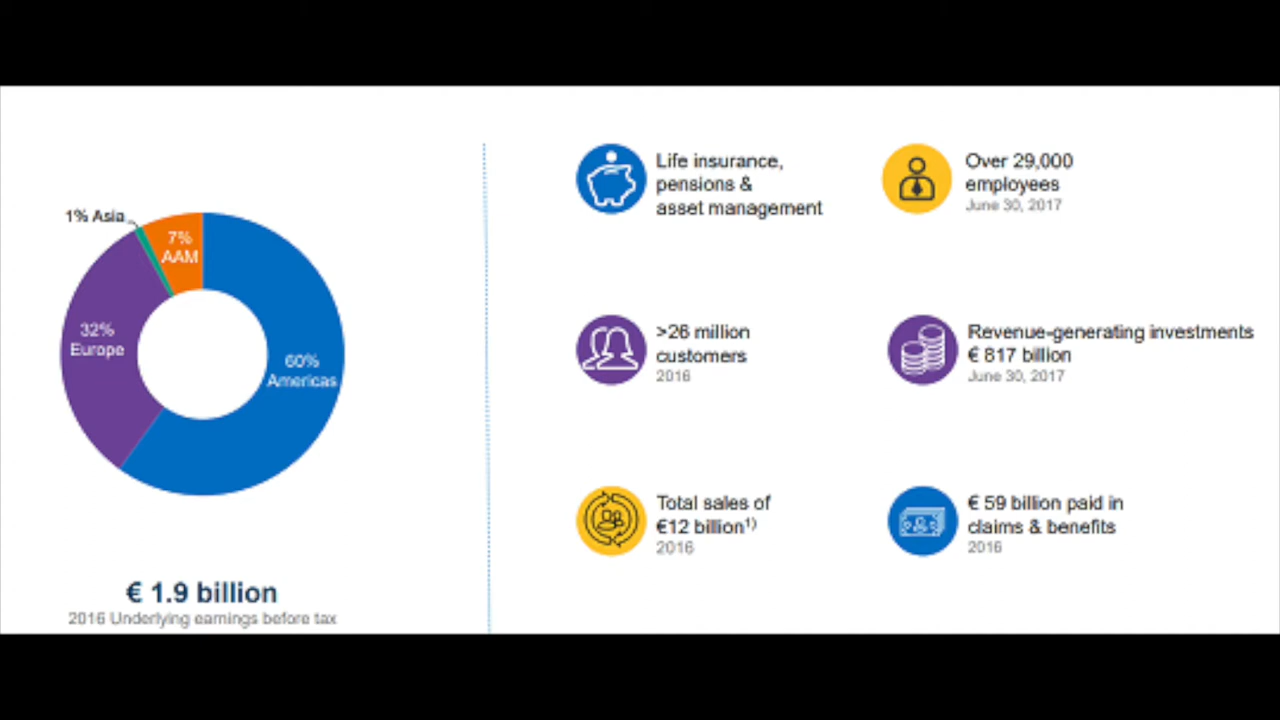 1% Asia
7%
AAM
32%
Europe
60%
Americas
€ 1.9 billion
2016 Underlying earnings before tax
Life insurance,
pensions &
asset management
Over 29,000
employees
June 30, 2017
>26 million
customers
2016
Revenue-generating investments
€ 817 billion
June 30, 2017
Total sales of
€12 billion¹⁾
2016
€ 59 billion paid in
claims & benefits
2016